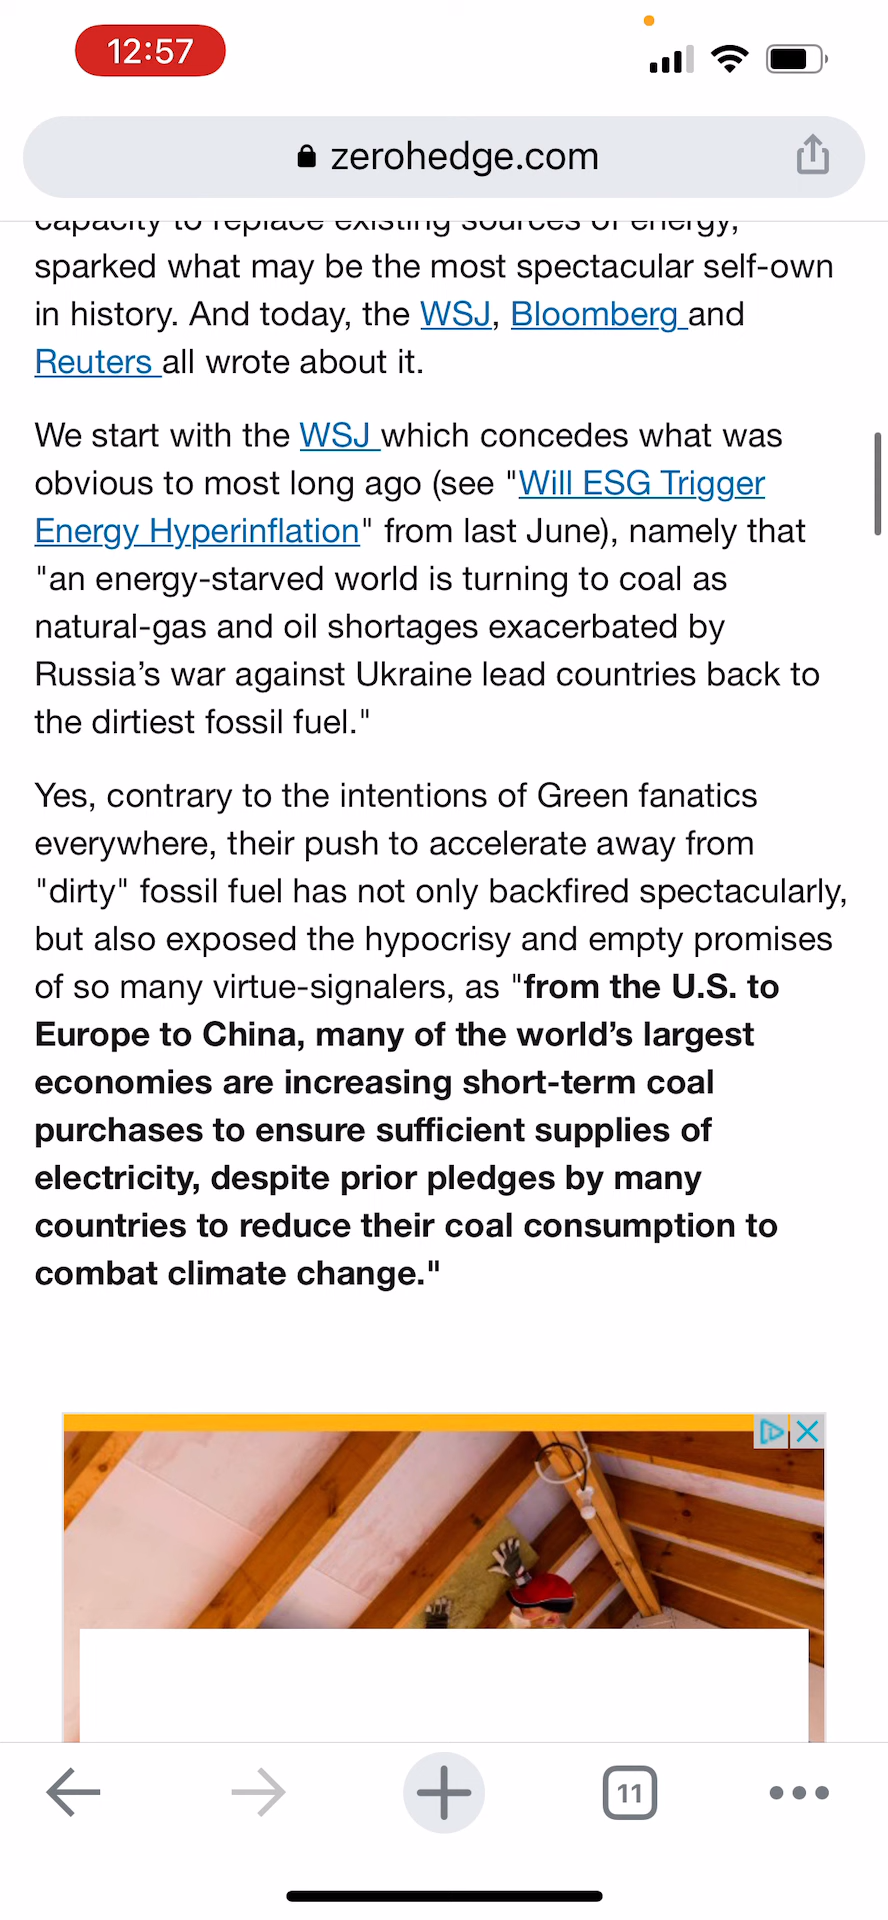 12:57
zerohedge.com
capacity to replace existing sources of energy,
sparked what may be the most spectacular self-own
in history. And today, the WSJ, Bloomberg and
Reuters all wrote about it.
We start with the WSJ which concedes what was
obvious to most long ago (see "Will ESG Trigger
Energy Hyperinflation" from last June), namely that
"an energy-starved world is turning to coal as
natural-gas and oil shortages exacerbated by
Russia’s war against Ukraine lead countries back to
the dirtiest fossil fuel."
Yes, contrary to the intentions of Green fanatics
everywhere, their push to accelerate away from
"dirty" fossil fuel has not only backfired spectacularly,
but also exposed the hypocrisy and empty promises
of so many virtue-signalers, as "from the U.S. to
Europe to China, many of the world’s largest
economies are increasing short-term coal
purchases to ensure sufficient supplies of
electricity, despite prior pledges by many
countries to reduce their coal consumption to
combat climate change."
11